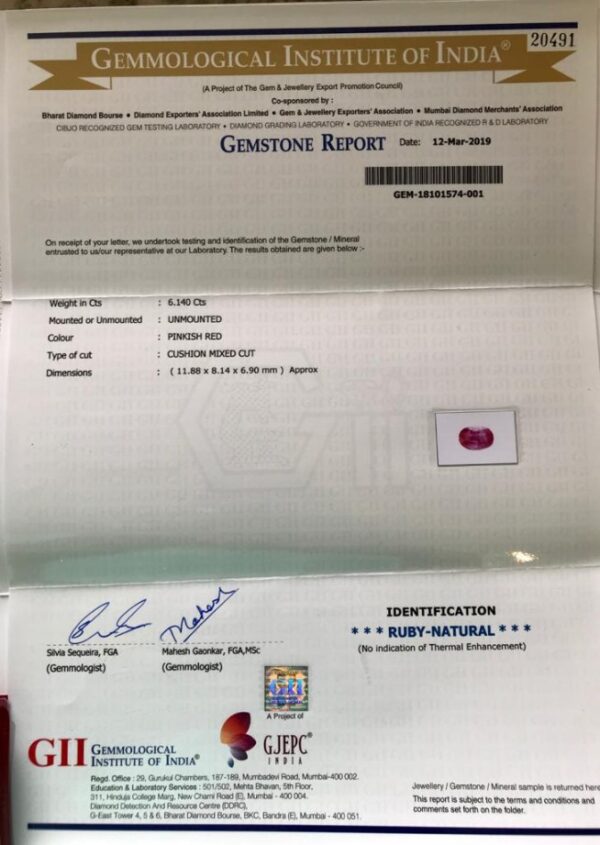 20491
GEMMOLOGICAL INSTITUTE OF INDIA®
(A Project of The Gem & Jewellery Export Promotion Council)
Co-sponsored by :
Bharat Diamond Bourse • Diamond Exporters' Association Limited • Gem & Jewellery Exporters' Association • Mumbai Diamond Merchants' Association
CIBJO RECOGNIZED GEM TESTING LABORATORY • DIAMOND GRADING LABORATORY • GOVERNMENT OF INDIA RECOGNIZED R & D LABORATORY
GEMSTONE REPORT Date: 12-Mar-2019
GEM-18101574-001
On receipt of your letter, we undertook testing and identification of the Gemstone / Mineral
entrusted to us/our representative at our Laboratory. The results obtained are given below :-
Weight in Cts : 6.140 Cts
Mounted or Unmounted : UNMOUNTED
Colour : PINKISH RED
Type of cut : CUSHION MIXED CUT
Dimensions : ( 11.88 x 8.14 x 6.90 mm ) Approx
Mahesh
Silvia Sequeira, FGA
(Gemmologist)
Mahesh Gaonkar, FGA,MSc
(Gemmologist)
IDENTIFICATION
* * * RUBY-NATURAL * * *
(No indication of Thermal Enhancement)
GII
A Project of
GII GEMMOLOGICAL
INSTITUTE OF INDIA®
GJEPC®
INDIA
Regd. Office : 29, Gurukul Chambers, 187-189, Mumbadevi Road, Mumbai-400 002.
Education & Laboratory Services : 501/502, Mehta Bhavan, 5th Floor,
311, Hinduja College Marg, New Charni Road (E), Mumbai - 400 004.
Diamond Detection And Resource Centre (DDRC),
G-East Tower 4, 5 & 6, Bharat Diamond Bourse, BKC, Bandra (E), Mumbai - 400 051.
Jewellery / Gemstone / Mineral sample is returned here
This report is subject to the terms and conditions and
comments set forth on the folder.